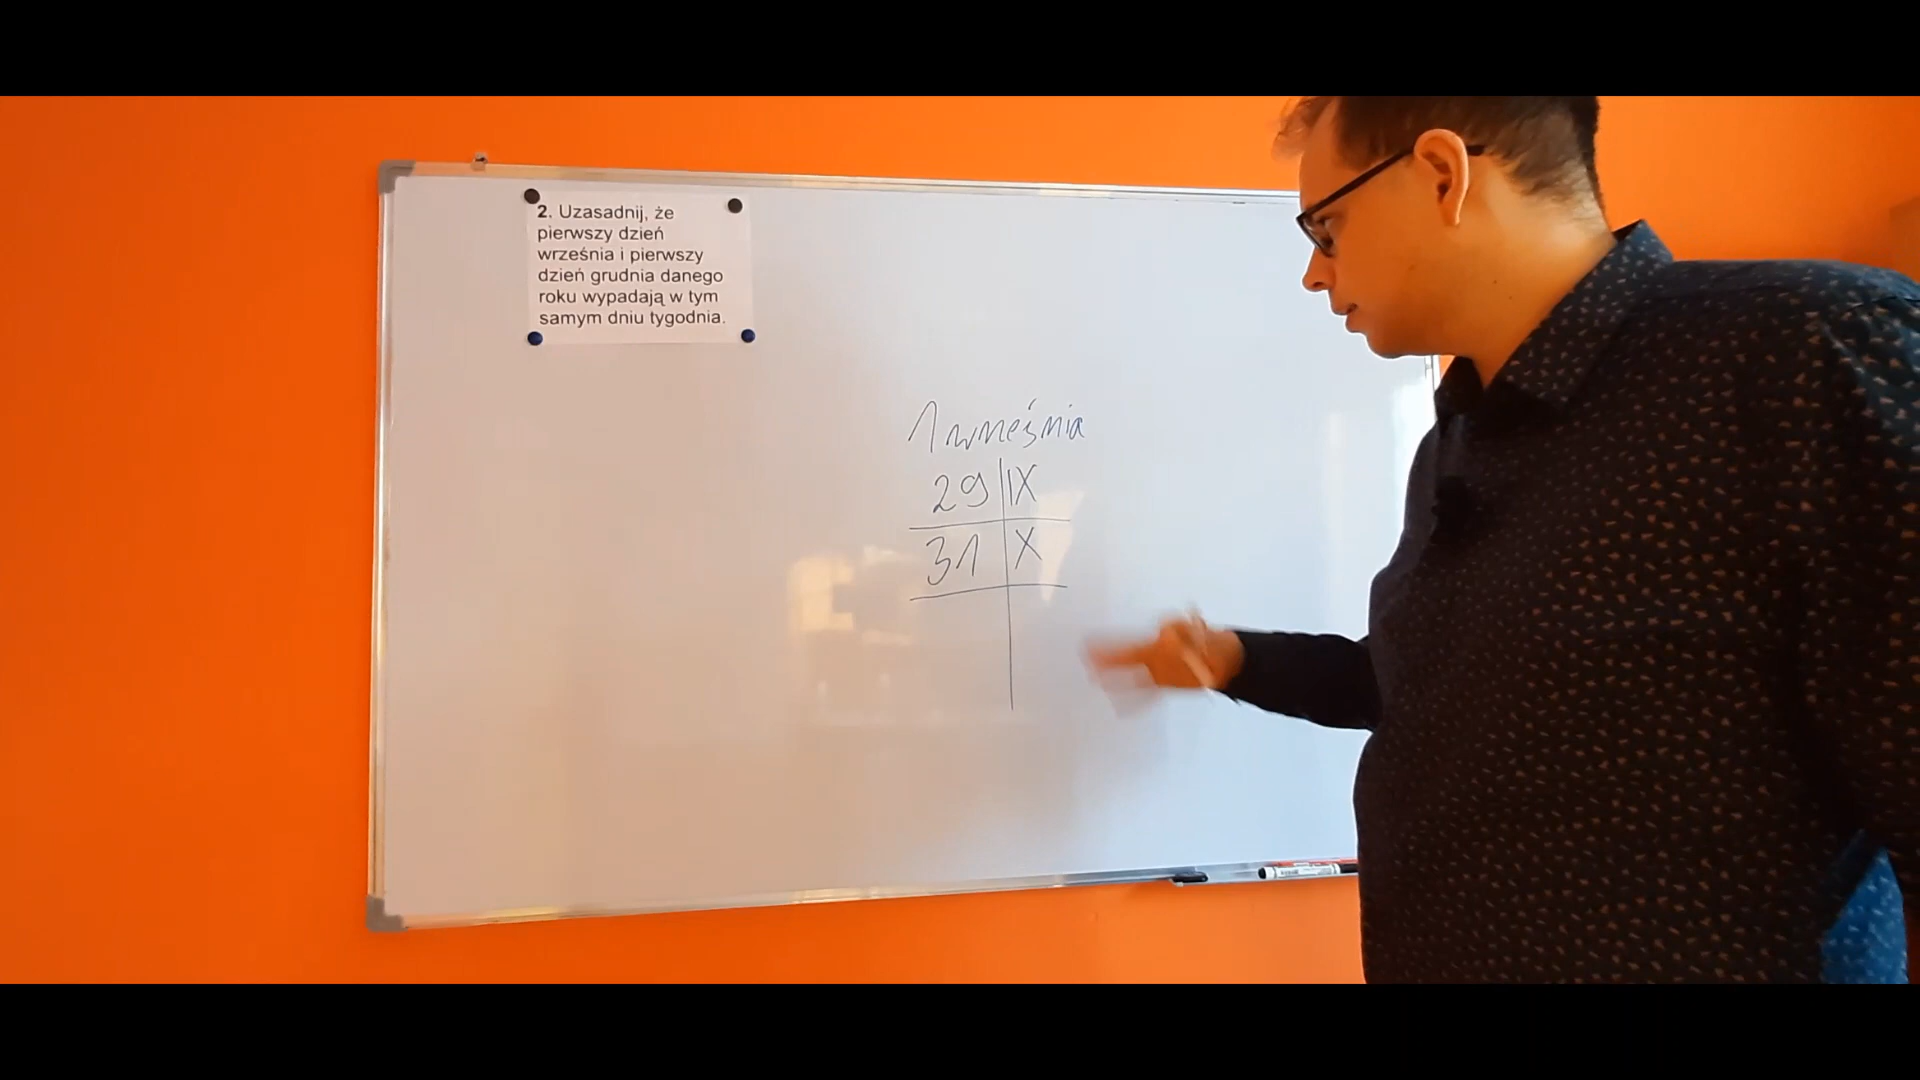 2. Uzasadnij, że
pierwszy dzień
września i pierwszy
dzień grudnia danego
roku wypadają w tym
samym dniu tygodnia.
1 września
29 IX
31 X